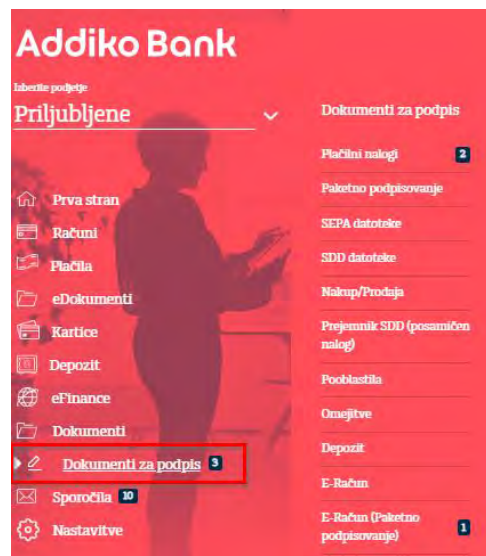 Addiko Bank
Izberite podjetje
Priljubljene
Prva stran
Računi
Plačila
eDokumenti
Kartice
Depozit
eFinance
Dokumenti
Dokumenti za podpis 3
Sporočila 10
Nastavitve
Dokumenti za podpis
Plačilni nalogi 2
Paketno podpisovanje
SEPA datoteke
SDD datoteke
Nakup/Prodaja
Prejemnik SDD (posamičen
nalog)
Pooblastila
Omejitve
Depozit
E-Račun
E-Račun (Paketno
podpisovanje) 1